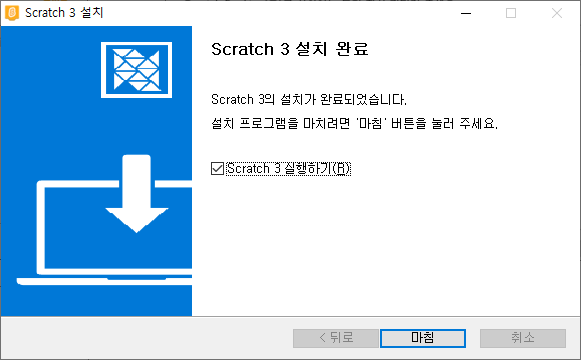 Scratch 3 설치
Scratch 3 설치 완료
Scratch 3의 설치가 완료되었습니다.
설치 프로그램을 마치려면 '마침' 버튼을 눌러 주세요.
Scratch 3 실행하기(R)
< 뒤로
마침
취소